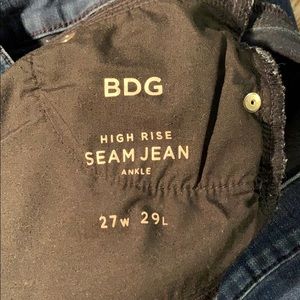 BDG
HIGH RISE
SEAM JEAN
ANKLE
27W 29L